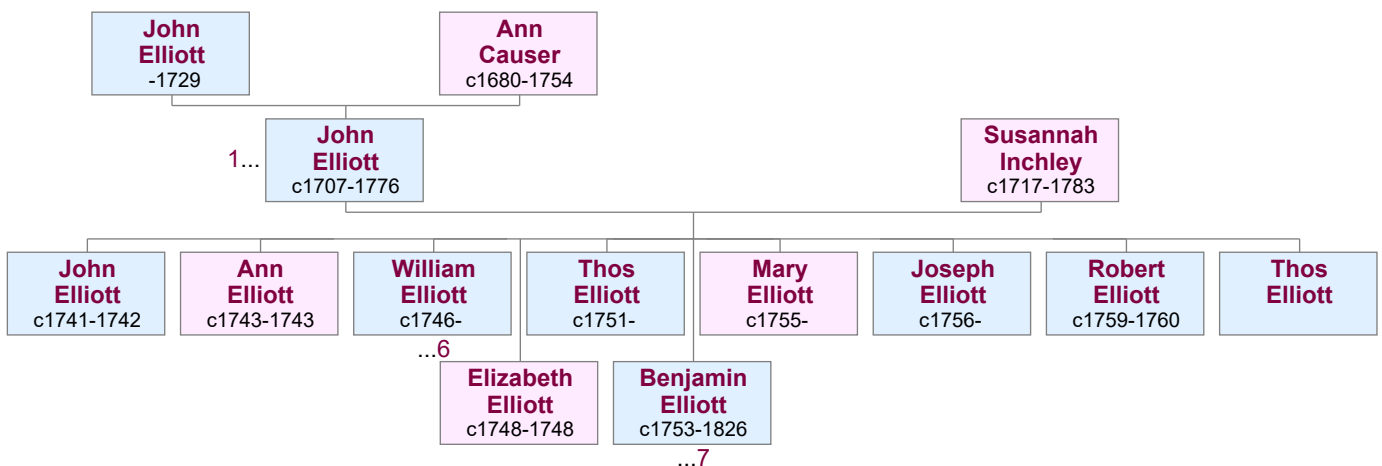 John
Elliott
-1729
Ann
Causer
c1680-1754
1...
John
Elliott
c1707-1776
Susannah
Inchley
c1717-1783
John
Elliott
c1741-1742
Ann
Elliott
c1743-1743
William
Elliott
c1746-
...6
Thos
Elliott
c1751-
Mary
Elliott
c1755-
Joseph
Elliott
c1756-
Robert
Elliott
c1759-1760
Thos
Elliott
Elizabeth
Elliott
c1748-1748
Benjamin
Elliott
c1753-1826
...7